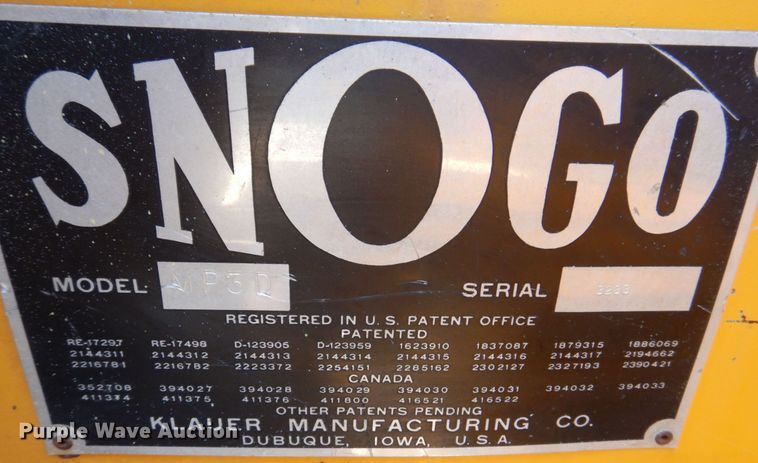 SNOGO
MODEL MP3D SERIAL 3233
REGISTERED IN U.S. PATENT OFFICE
PATENTED
RE-17297 RE-17498 D-123905 D-123959 1623910 1837087 1879315 1886069
2144311 2144312 2144313 2144314 2144315 2144316 2144317 2194662
2216781 2216782 2223372 2254151 2285162 2302127 2327193 2390421
CANADA
352708 394027 394028 394029 394030 394031 394032 394033
411374 411375 411376 411800 416521 416522
OTHER PATENTS PENDING
KLAUER MANUFACTURING CO.
DUBUQUE, IOWA, U.S.A.
Purple Wave Auction